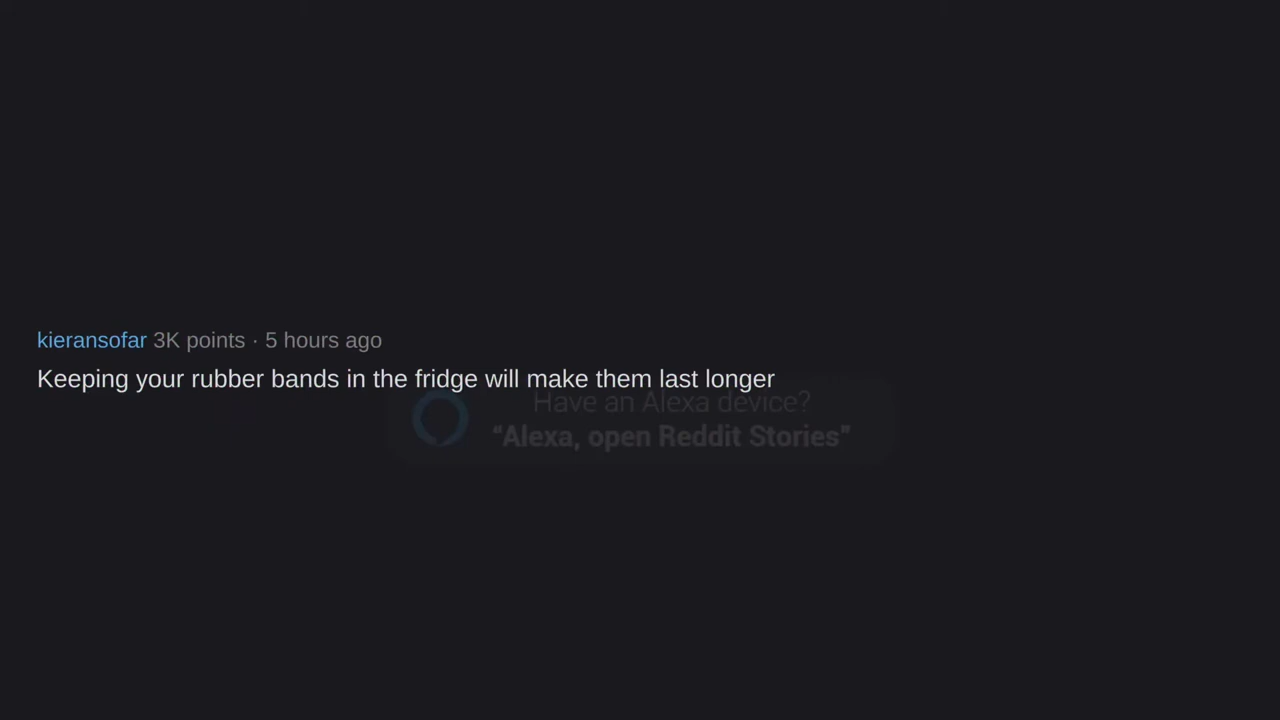 kieransofar 3K points · 5 hours ago
Keeping your rubber bands in the fridge will make them last longer
Have an Alexa device?
“Alexa, open Reddit Stories”